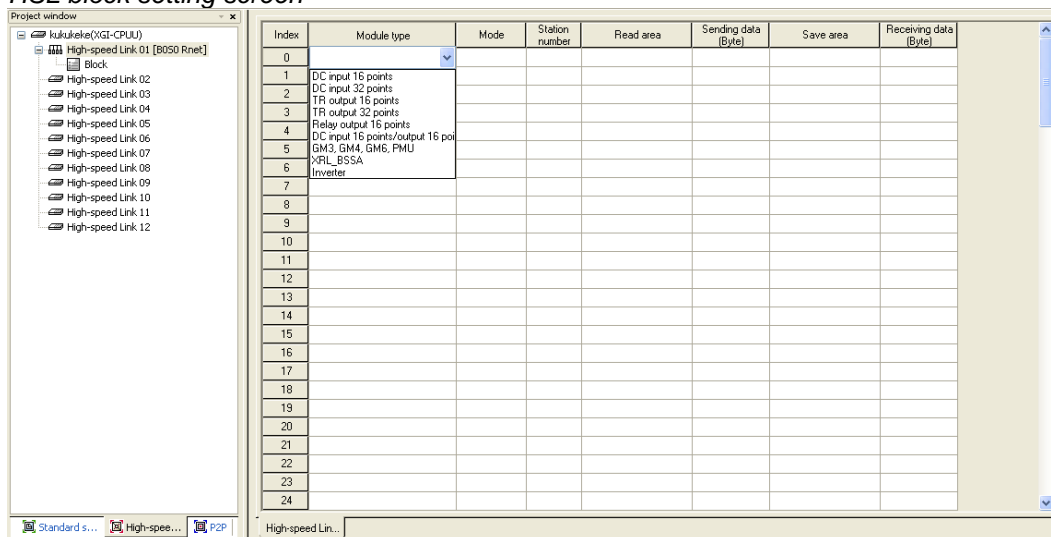 HSL block setting screen
Project window
kukukeke(XGI-CPUU)
High-speed Link 01 [B0S0 Rnet]
Block
High-speed Link 02
High-speed Link 03
High-speed Link 04
High-speed Link 05
High-speed Link 06
High-speed Link 07
High-speed Link 08
High-speed Link 09
High-speed Link 10
High-speed Link 11
High-speed Link 12
Standard s... High-spee... P2P
Index Module type Mode Station number Read area Sending data (Byte) Save area Receiving data (Byte)
0
1
2
3
4
5
6
7
8
9
10
11
12
13
14
15
16
17
18
19
20
21
22
23
24
DC input 16 points
DC input 32 points
TR output 16 points
TR output 32 points
Relay output 16 points
DC input 16 points/output 16 poi
GM3, GM4, GM6, PMU
XRL_BSSA
Inverter
High-speed Lin...